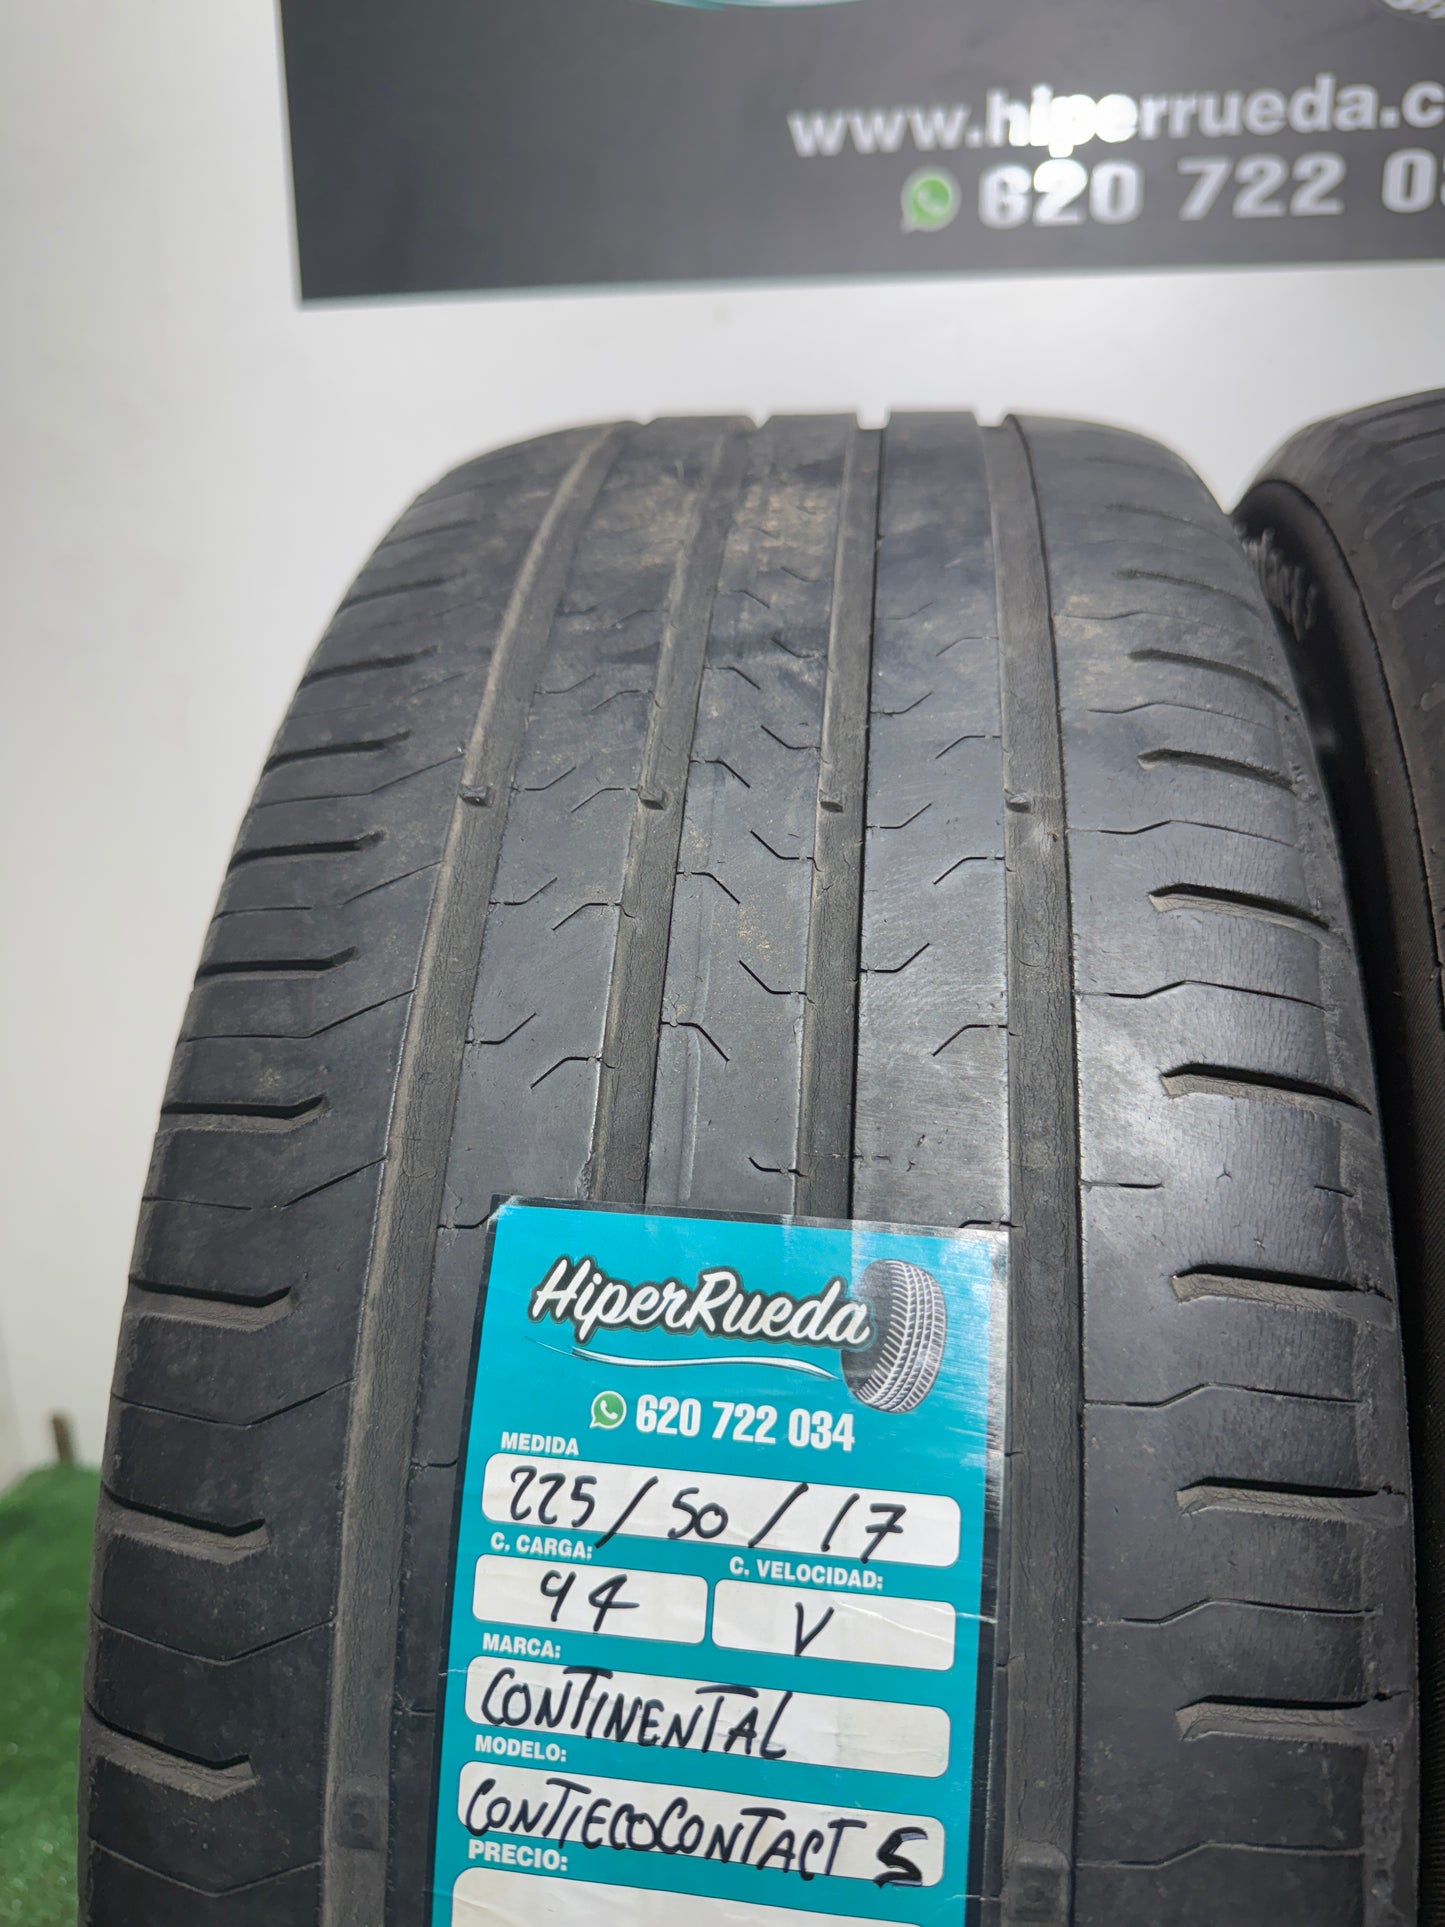 www.hiperrueda.c
620 722 0
HiperRueda
620 722 034
MEDIDA
225/50/17
C. CARGA:
C. VELOCIDAD:
94
V
MARCA:
CONTINENTAL
MODELO:
CONTIECOCONTACT 5
PRECIO: